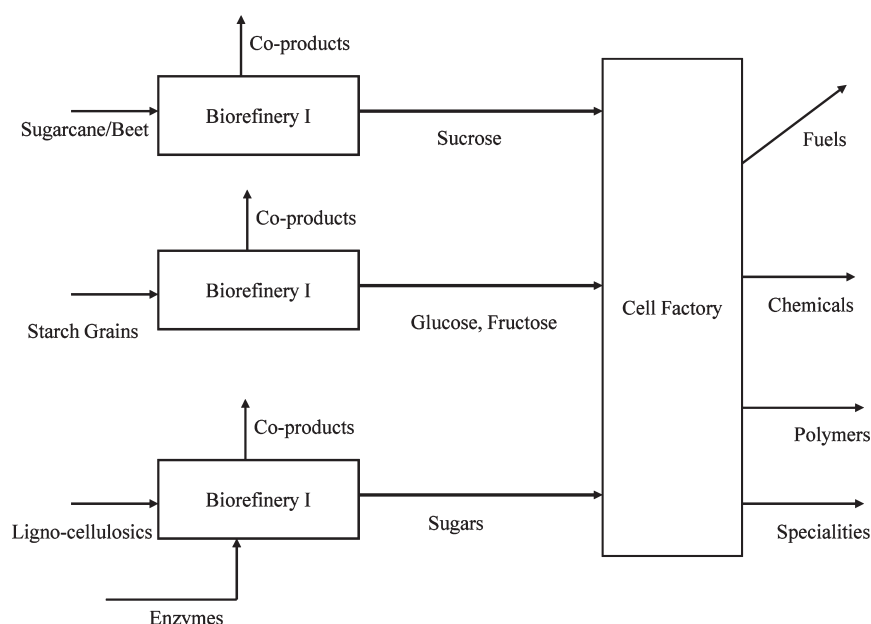 Co-products
Biorefinery I
Sugarcane/Beet
Sucrose
Fuels
Co-products
Biorefinery I
Starch Grains
Glucose, Fructose
Cell Factory
Chemicals
Co-products
Biorefinery I
Ligno-cellulosics
Sugars
Polymers
Specialities
Enzymes